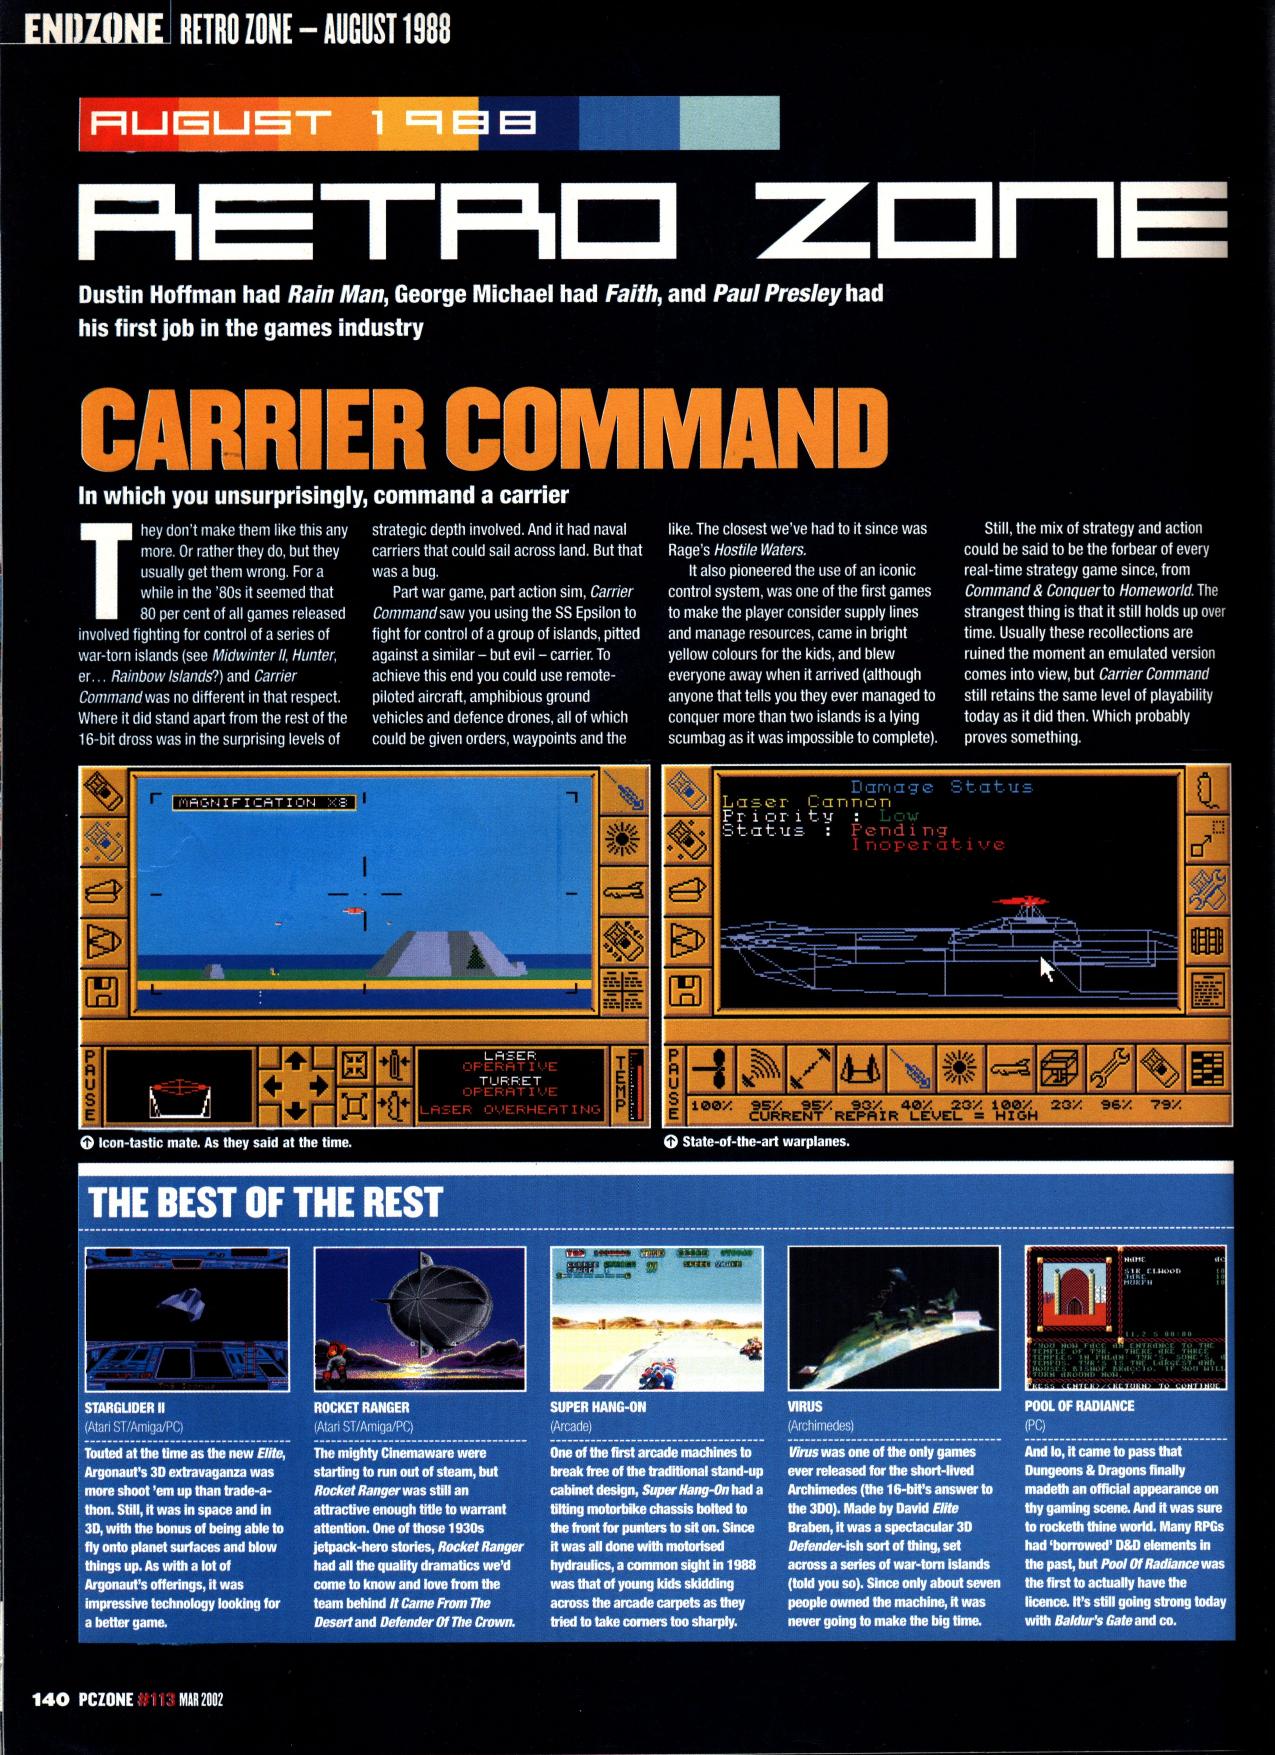 ENDZONE RETRO ZONE – AUGUST 1988
AUGUST 1988
RETRO ZONE
Dustin Hoffman had Rain Man, George Michael had Faith, and Paul Presley had
his first job in the games industry
CARRIER COMMAND
In which you unsurprisingly, command a carrier
They don't make them like this any
more. Or rather they do, but they
usually get them wrong. For a
while in the '80s it seemed that
80 per cent of all games released
involved fighting for control of a series of
war-torn islands (see Midwinter II, Hunter,
er... Rainbow Islands?) and Carrier
Command was no different in that respect.
Where it did stand apart from the rest of the
16-bit dross was in the surprising levels of
strategic depth involved. And it had naval
carriers that could sail across land. But that
was a bug.
Part war game, part action sim, Carrier
Command saw you using the SS Epsilon to
fight for control of a group of islands, pitted
against a similar – but evil – carrier. To
achieve this end you could use remote-
piloted aircraft, amphibious ground
vehicles and defence drones, all of which
could be given orders, waypoints and the
like. The closest we've had to it since was
Rage's Hostile Waters.
It also pioneered the use of an iconic
control system, was one of the first games
to make the player consider supply lines
and manage resources, came in bright
yellow colours for the kids, and blew
everyone away when it arrived (although
anyone that tells you they ever managed to
conquer more than two islands is a lying
scumbag as it was impossible to complete).
Still, the mix of strategy and action
could be said to be the forbear of every
real-time strategy game since, from
Command & Conquer to Homeworld. The
strangest thing is that it still holds up over
time. Usually these recollections are
ruined the moment an emulated version
comes into view, but Carrier Command
still retains the same level of playability
today as it did then. Which probably
proves something.
MAGNIFICATION X8
PAUSE
LASER
OPERATIVE
TURRET
OPERATIVE
LASER OVERHEATING
TEMP
Damage Status
Laser Cannon
Priority : Low
Status : Pending
Inoperative
PAUSE
100% 95% 95% 93% 40% 23% 100% 23% 96% 79%
CURRENT REPAIR LEVEL = HIGH
Icon-tastic mate. As they said at the time.
State-of-the-art warplanes.
THE BEST OF THE REST
STARGLIDER II
(Atari ST/Amiga/PC)
Touted at the time as the new Elite,
Argonaut's 3D extravaganza was
more shoot 'em up than trade-a-
thon. Still, it was in space and in
3D, with the bonus of being able to
fly onto planet surfaces and blow
things up. As with a lot of
Argonaut's offerings, it was
impressive technology looking for
a better game.
ROCKET RANGER
(Atari ST/Amiga/PC)
The mighty Cinemaware were
starting to run out of steam, but
Rocket Ranger was still an
attractive enough title to warrant
attention. One of those 1930s
jetpack-hero stories, Rocket Ranger
had all the quality dramatics we'd
come to know and love from the
team behind It Came From The
Desert and Defender Of The Crown.
SUPER HANG-ON
(Arcade)
One of the first arcade machines to
break free of the traditional stand-up
cabinet design, Super Hang-On had a
tilting motorbike chassis bolted to
the front for punters to sit on. Since
it was all done with motorised
hydraulics, a common sight in 1988
was that of young kids skidding
across the arcade carpets as they
tried to take corners too sharply.
VIRUS
(Archimedes)
Virus was one of the only games
ever released for the short-lived
Archimedes (the 16-bit's answer to
the 3DO). Made by David Elite
Braben, it was a spectacular 3D
Defender-ish sort of thing, set
across a series of war-torn islands
(told you so). Since only about seven
people owned the machine, it was
never going to make the big time.
NAME
SIR ELWOOD
JAKE
MURPH
YOU NOW FACE AN ENTRANCE TO THE
PRESS <ENTER>/<RETURN> TO CONTINUE
POOL OF RADIANCE
(PC)
And lo, it came to pass that
Dungeons & Dragons finally
madeth an official appearance on
thy gaming scene. And it was sure
to rocketh thine world. Many RPGs
had 'borrowed' D&D elements in
the past, but Pool Of Radiance was
the first to actually have the
licence. It's still going strong today
with Baldur's Gate and co.
140 PCZONE #113 MAR 2002